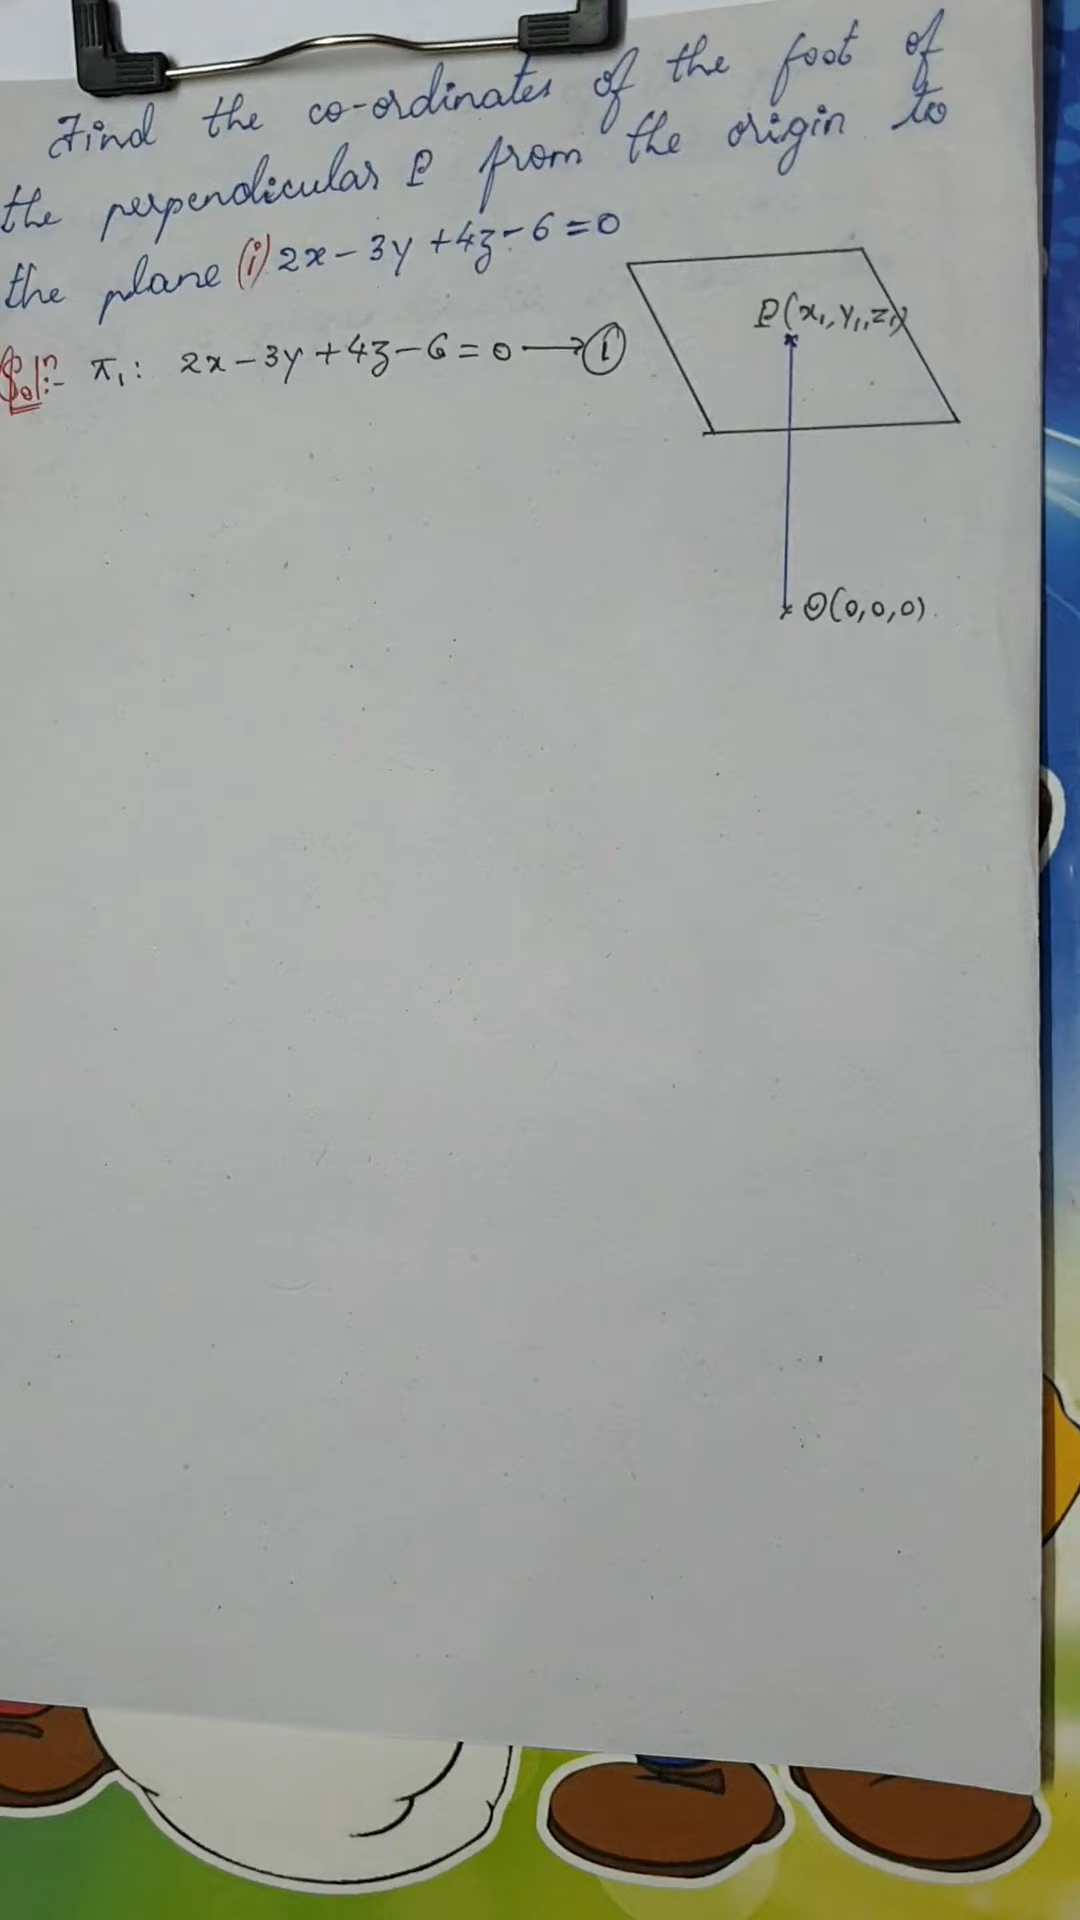 Find the co-ordinates of the foot of
the perpendicular P from the origin to
the plane (i) 2x - 3y + 4z - 6 = 0
Sol:- π₁: 2x - 3y + 4z - 6 = 0 → ①
P(x₁, y₁, z₁)
O(0, 0, 0).